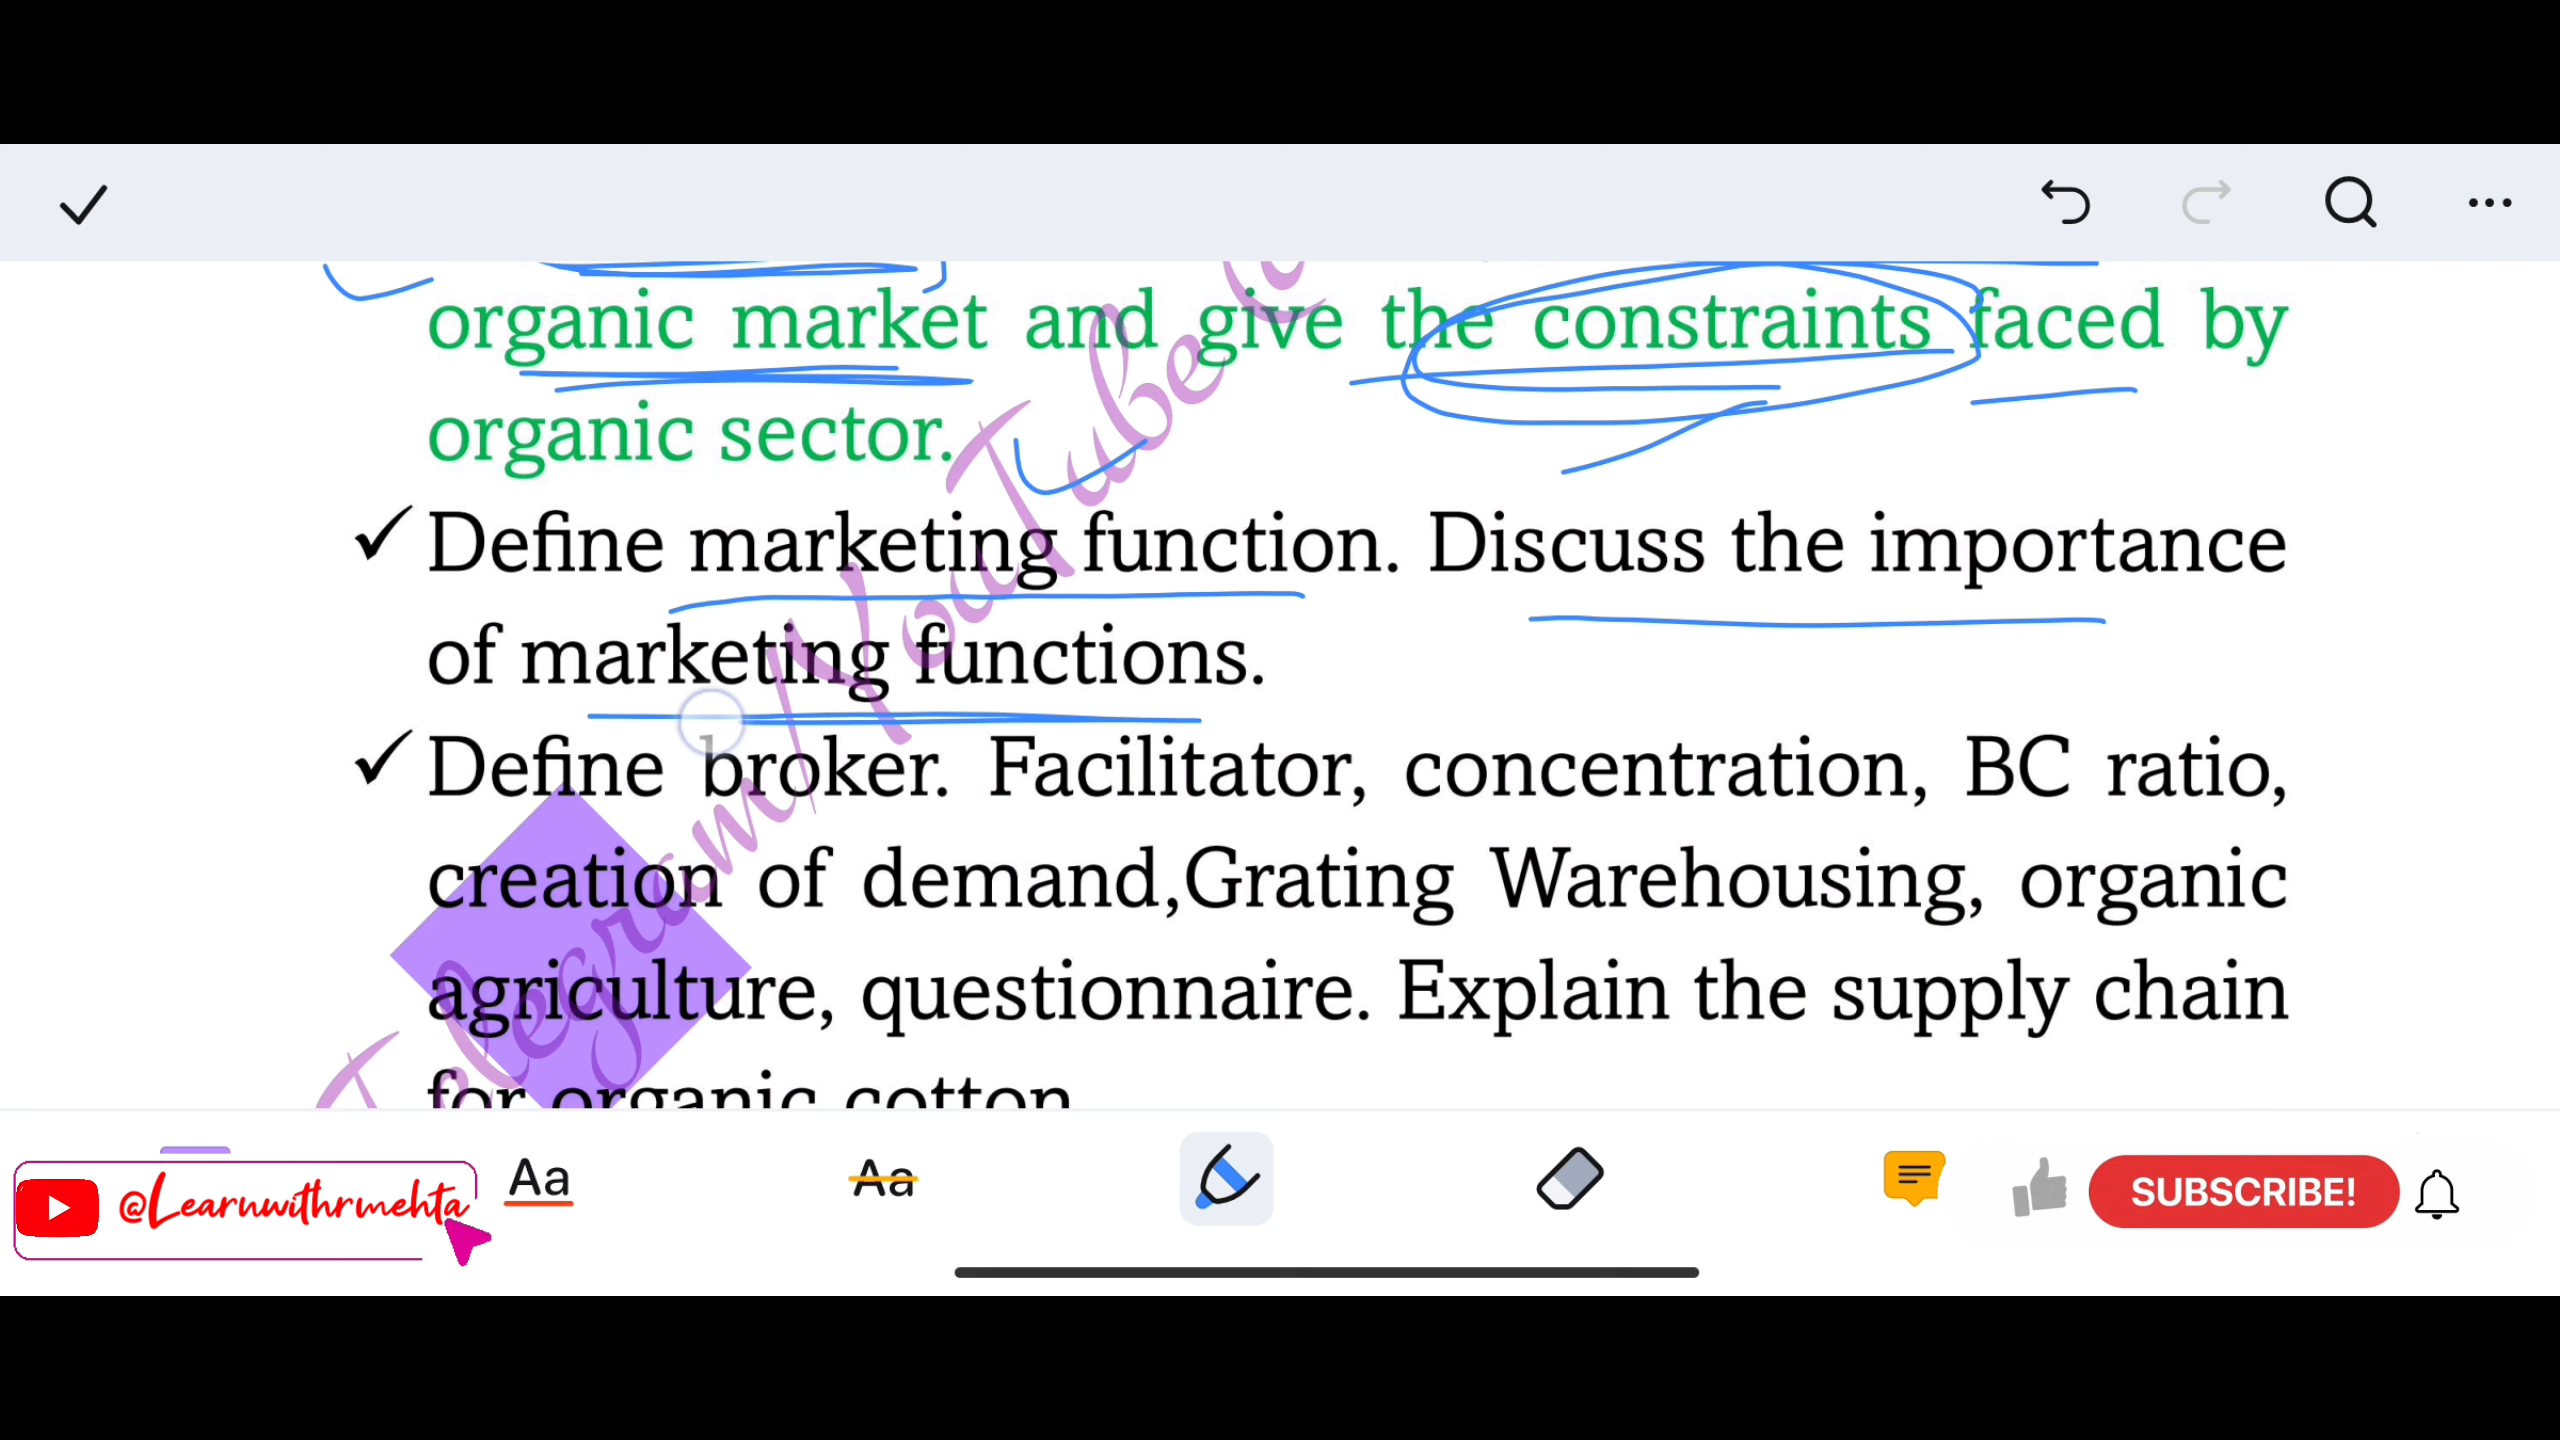 organic market and give the constraints faced by
organic sector.
✓ Define marketing function. Discuss the importance
of marketing functions.
✓ Define broker. Facilitator, concentration, BC ratio,
creation of demand,Grating Warehousing, organic
agriculture, questionnaire. Explain the supply chain
for organic cotton
Telegram/YouTube
@Learnwithrmehta
Aa
Aa
SUBSCRIBE!